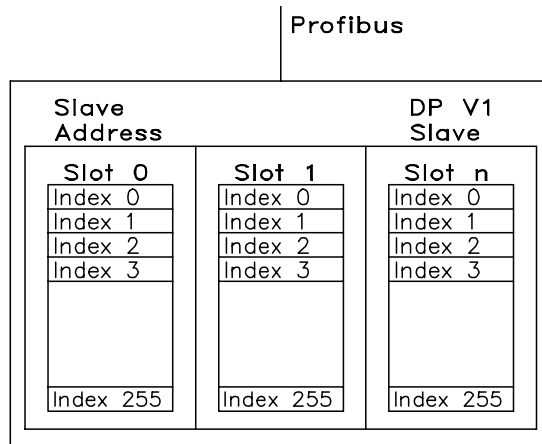 Profibus
Slave Address
DP V1 Slave
Slot 0
Index 0
Index 1
Index 2
Index 3
Index 255
Slot 1
Index 0
Index 1
Index 2
Index 3
Index 255
Slot n
Index 0
Index 1
Index 2
Index 3
Index 255